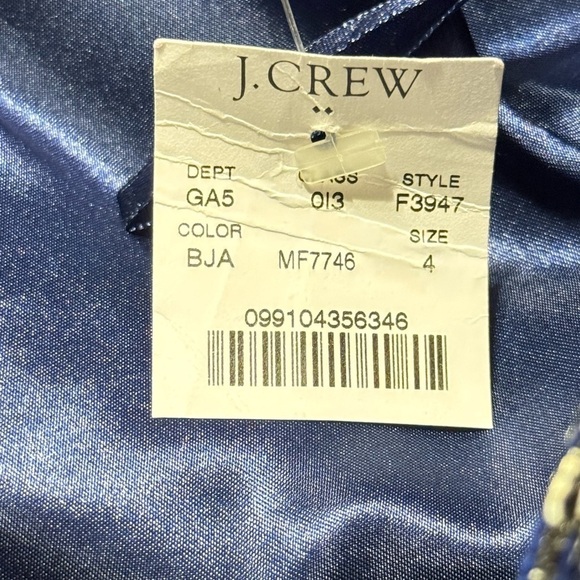 J.CREW
DEPT STYLE
GA5 013 F3947
COLOR SIZE
BJA MF7746 4
099104356346